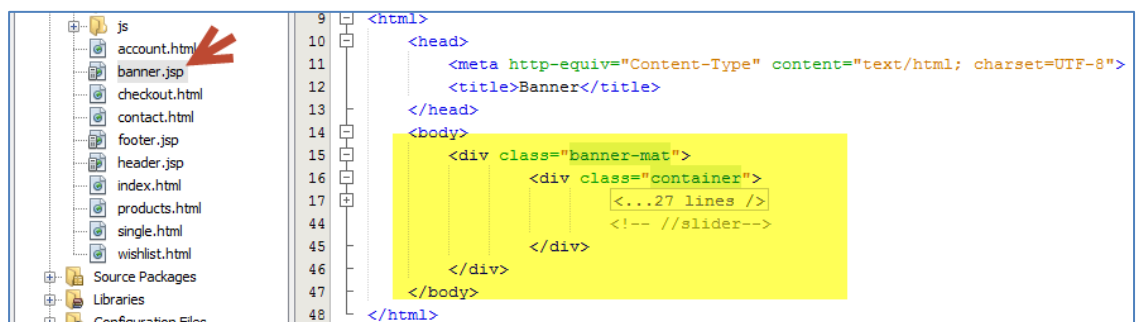 js
account.html
banner.jsp
checkout.html
contact.html
footer.jsp
header.jsp
index.html
products.html
single.html
wishlist.html
Source Packages
Libraries
Configuration Files
9 <html>
10 <head>
11 <meta http-equiv="Content-Type" content="text/html; charset=UTF-8">
12 <title>Banner</title>
13 </head>
14 <body>
15 <div class="banner-mat">
16 <div class="container">
17 <...27 lines />
44 <!-- //slider-->
45 </div>
46 </div>
47 </body>
48 </html>